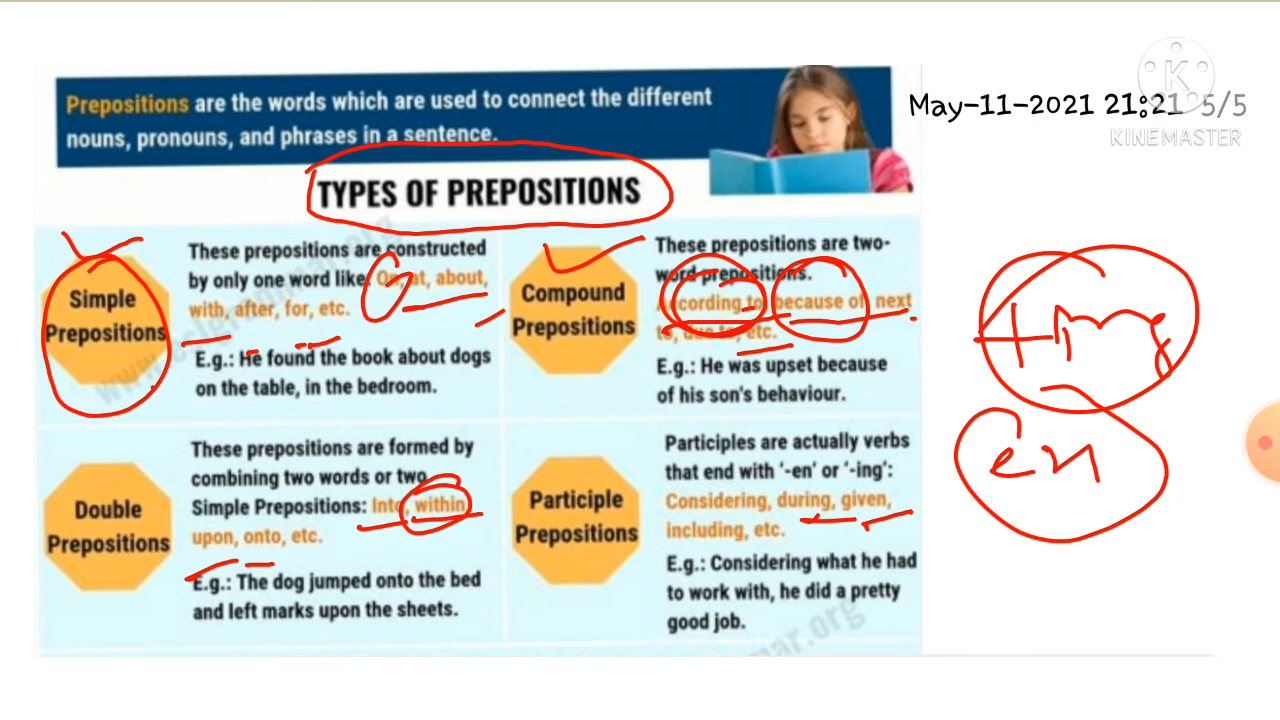 Prepositions are the words which are used to connect the different
nouns, pronouns, and phrases in a sentence.
May-11-2021 21:21 5/5
KINEMASTER
TYPES OF PREPOSITIONS
Simple
Prepositions
These prepositions are constructed
by only one word like: On, at, about,
with, after, for, etc.
E.g.: He found the book about dogs
on the table, in the bedroom.
Compound
Prepositions
These prepositions are two-
word prepositions.
According to, because of, next
to, due to, etc.
E.g.: He was upset because
of his son's behaviour.
Double
Prepositions
These prepositions are formed by
combining two words or two
Simple Prepositions: Into, within,
upon, onto, etc.
E.g.: The dog jumped onto the bed
and left marks upon the sheets.
Participle
Prepositions
Participles are actually verbs
that end with '-en' or '-ing':
Considering, during, given,
including, etc.
E.g.: Considering what he had
to work with, he did a pretty
good job.
en